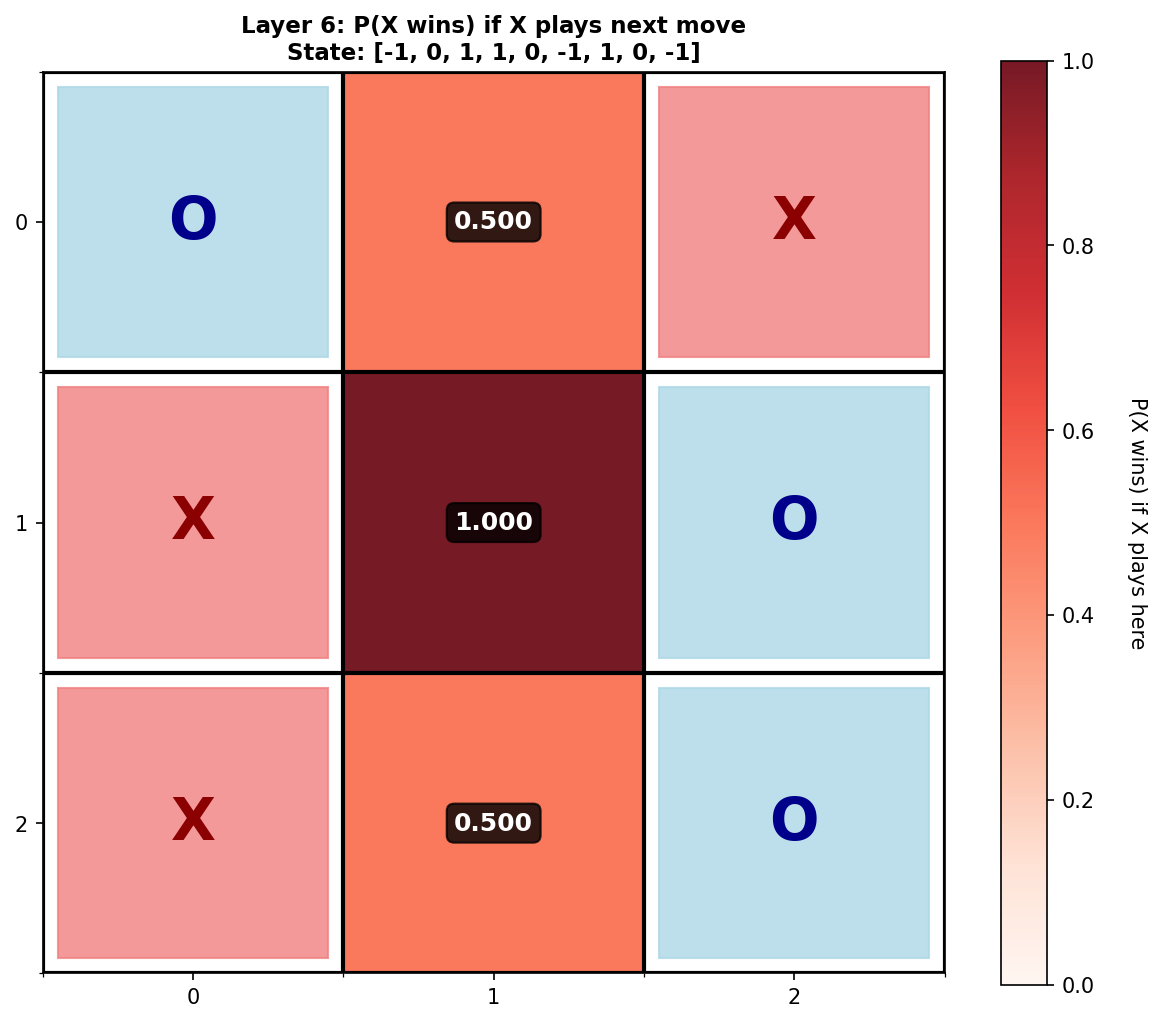 Layer 6: P(X wins) if X plays next move
State: [-1, 0, 1, 1, 0, -1, 1, 0, -1]
O
0.500
X
X
1.000
O
X
0.500
O
0
1
2
0
1
2
1.0
0.8
0.6
0.4
0.2
0.0
P(X wins) if X plays here